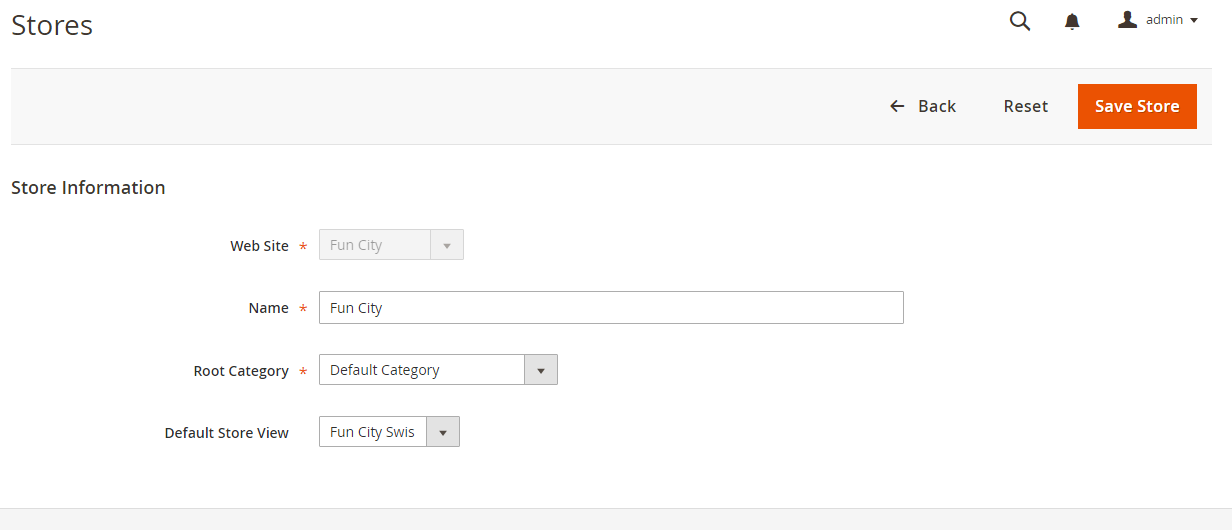 Stores
admin
Back
Reset
Save Store
Store Information
Web Site *
Fun City
Name *
Fun City
Root Category *
Default Category
Default Store View
Fun City Swis